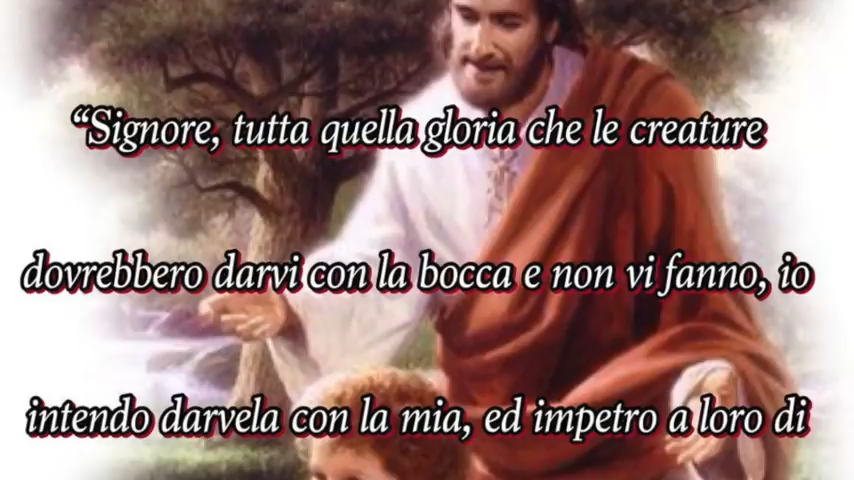 “Signore, tutta quella gloria che le creature
dovrebbero darvi con la bocca e non vi fanno, io
intendo darvela con la mia, ed impetro a loro di